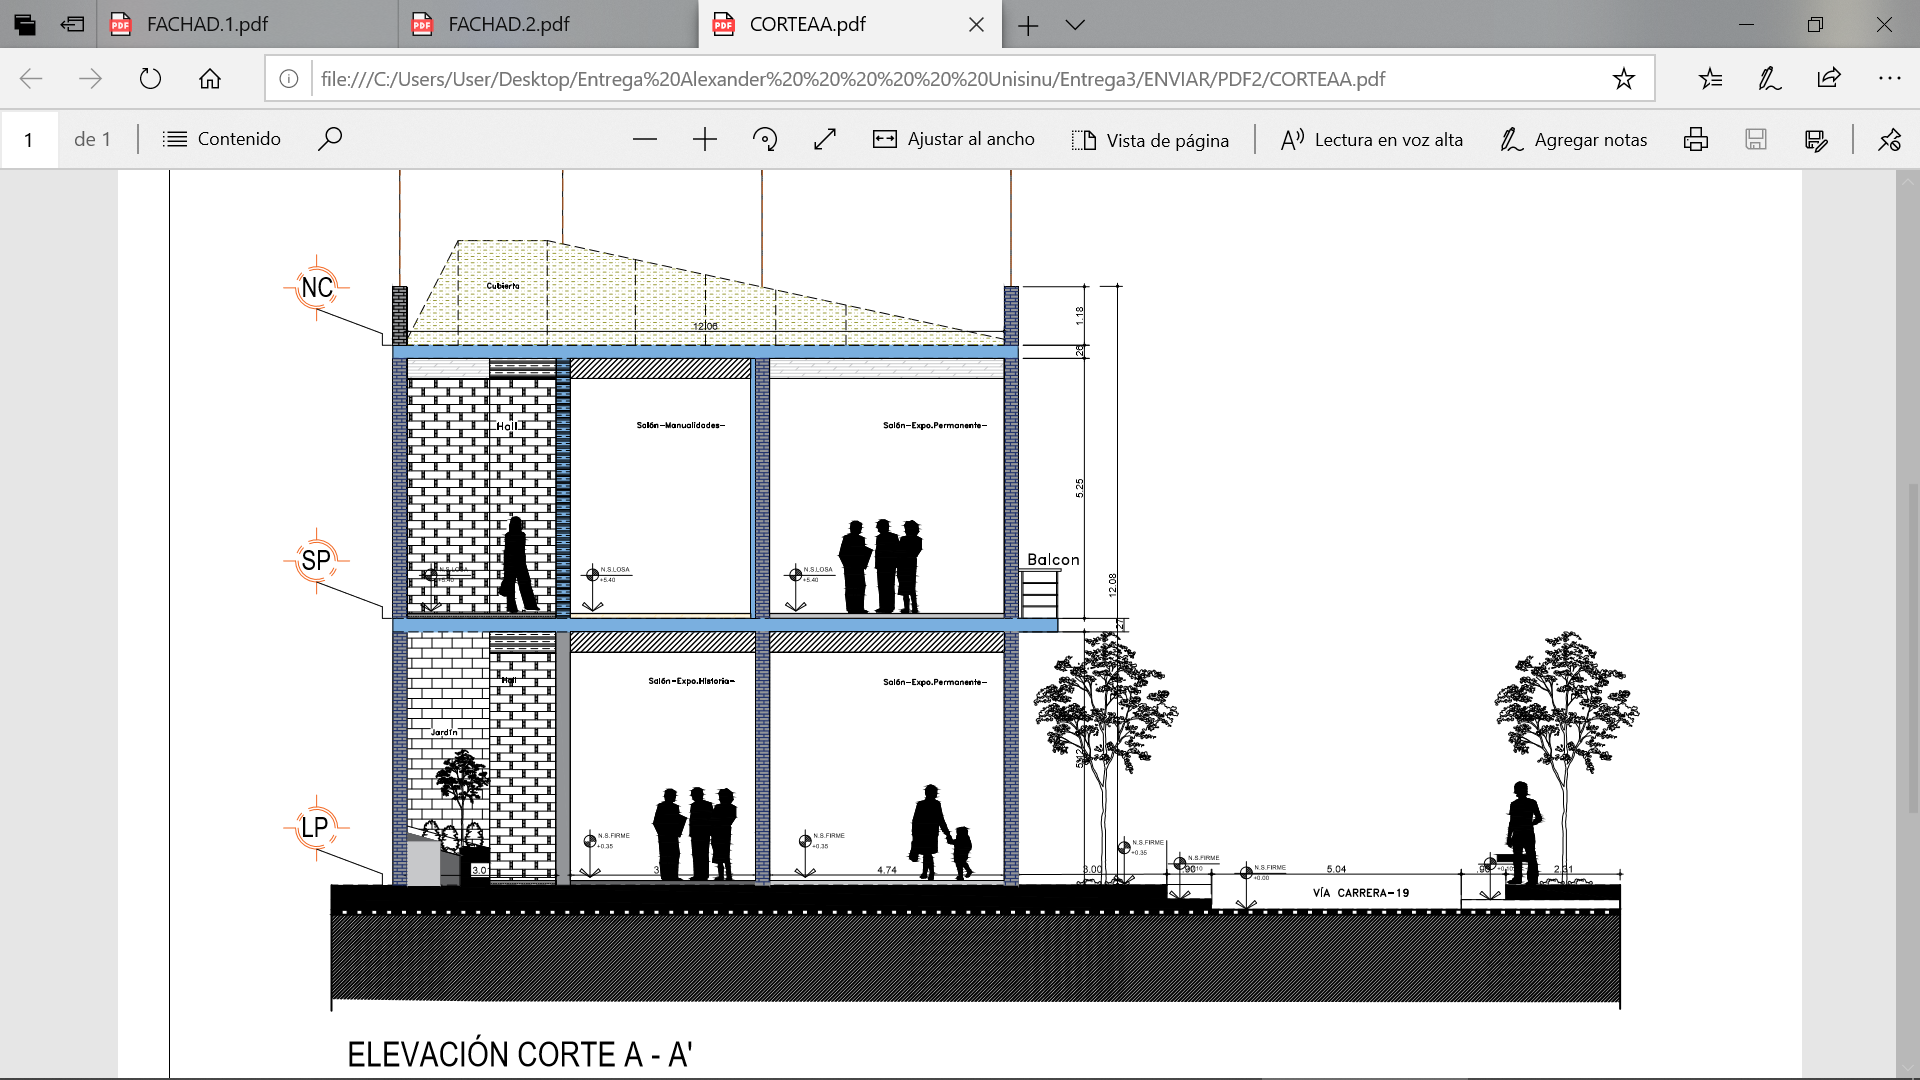 FACHAD.1.pdf
FACHAD.2.pdf
CORTEAA.pdf
file:///C:/Users/User/Desktop/Entrega%20Alexander%20%20%20%20%20%20Unisinu/Entrega3/ENVIAR/PDF2/CORTEAA.pdf
1 de 1
Contenido
Ajustar al ancho
Vista de página
Lectura en voz alta
Agregar notas
NC
Cubierta
12.06
1.18
.26
Hall
Salón-Manualidades-
Salón-Expo.Permanente-
5.25
SP
N.S.LOSA
+5.40
N.S.LOSA
+5.40
N.S.LOSA
+5.40
Balcon
12.08
Hall
Salón-Expo.Historia-
Salón-Expo.Permanente-
Jardín
LP
N.S.FIRME
+0.35
N.S.FIRME
+0.35
N.S.FIRME
+0.35
N.S.FIRME
N.S.FIRME
+0.00
3.0
4.74
3.00
.90
5.04
2.31
VÍA CARRERA-19
ELEVACIÓN CORTE A - A'